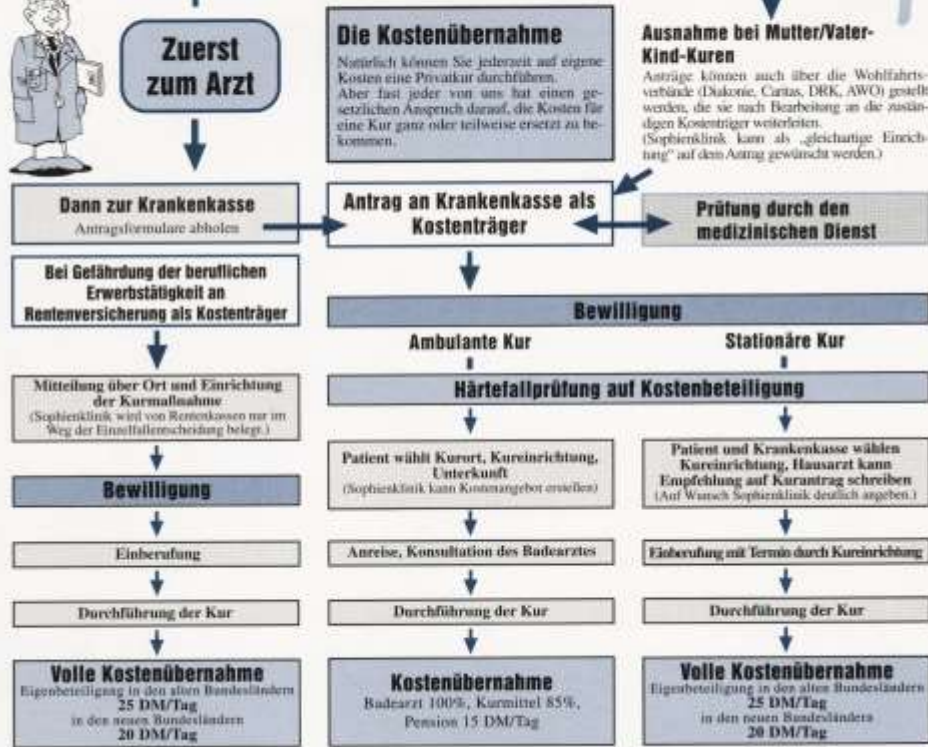 Zuerst
zum Arzt
Die Kostenübernahme
Natürlich können Sie jederzeit auf eigene
Kosten eine Privatkur durchführen.
Aber fast jeder von uns hat einen ge-
setzlichen Anspruch darauf, die Kosten für
eine Kur ganz oder teilweise ersetzt zu be-
kommen.
Ausnahme bei Mutter/Vater-
Kind-Kuren
Anträge können auch über die Wohlfahrts-
verbände (Diakonie, Caritas, DRK, AWO) gestellt
werden, die sie nach Bearbeitung an die zustän-
digen Kostenträger weiterleiten.
(Sophienklinik kann als „gleichartige Einrich-
tung" auf dem Antrag gewünscht werden.)
Dann zur Krankenkasse
Antragsformulare abholen
Antrag an Krankenkasse als
Kostenträger
Prüfung durch den
medizinischen Dienst
Bei Gefährdung der beruflichen
Erwerbstätigkeit an
Rentenversicherung als Kostenträger
Bewilligung
Ambulante Kur
Stationäre Kur
Härtefallprüfung auf Kostenbeteiligung
Mitteilung über Ort und Einrichtung
der Kurmaßnahme
(Sophienklinik wird von Rentenkassen nur im
Weg der Einzelfallentscheidung belegt.)
Patient wählt Kurort, Kureinrichtung,
Unterkunft
(Sophienklinik kann Kostenangebot erstellen)
Patient und Krankenkasse wählen
Kureinrichtung, Hausarzt kann
Empfehlung auf Kurantrag schreiben
(Auf Wunsch Sophienklinik deutlich angeben.)
Bewilligung
Einberufung
Anreise, Konsultation des Badearztes
Einberufung mit Termin durch Kureinrichtung
Durchführung der Kur
Durchführung der Kur
Durchführung der Kur
Volle Kostenübernahme
Eigenbeteiligung in den alten Bundesländern
25 DM/Tag
in den neuen Bundesländern
20 DM/Tag
Kostenübernahme
Badearzt 100%, Kurmittel 85%,
Pension 15 DM/Tag
Volle Kostenübernahme
Eigenbeteiligung in den alten Bundesländern
25 DM/Tag
in den neuen Bundesländern
20 DM/Tag